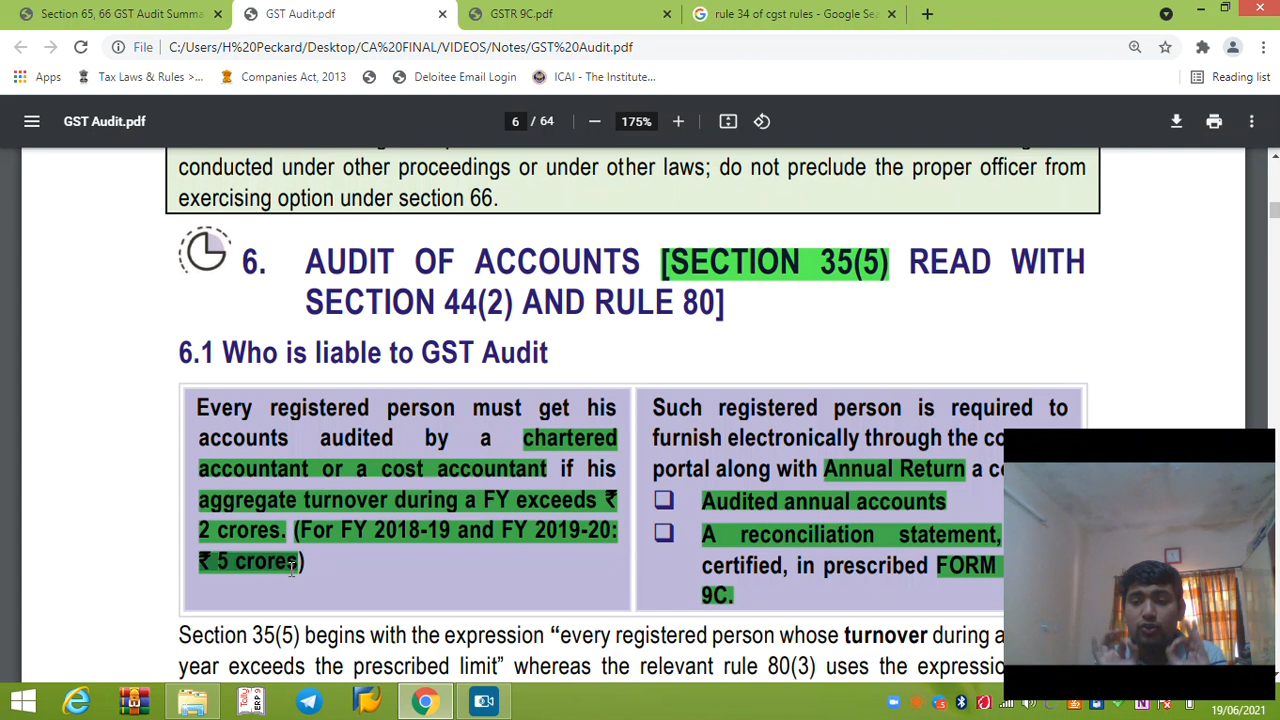 Section 65, 66 GST Audit Summa
GST Audit.pdf
GSTR 9C.pdf
rule 34 of cgst rules - Google Sea
File
C:/Users/H%20Peckard/Desktop/CA%20FINAL/VIDEOS/Notes/GST%20Audit.pdf
Apps
Tax Laws & Rules >...
Companies Act, 2013
Deloitee Email Login
ICAI - The Institute...
Reading list
GST Audit.pdf
6 / 64
175%
conducted under other proceedings or under other laws; do not preclude the proper officer from
exercising option under section 66.
6. AUDIT OF ACCOUNTS [SECTION 35(5) READ WITH
SECTION 44(2) AND RULE 80]
6.1 Who is liable to GST Audit
Every registered person must get his
accounts audited by a chartered
accountant or a cost accountant if his
aggregate turnover during a FY exceeds ₹
2 crores. (For FY 2018-19 and FY 2019-20:
₹ 5 crores)
Such registered person is required to
furnish electronically through the co
portal along with Annual Return a c
❑ Audited annual accounts
❑ A reconciliation statement,
certified, in prescribed FORM
9C.
Section 35(5) begins with the expression “every registered person whose turnover during a
year exceeds the prescribed limit” whereas the relevant rule 80(3) uses the expressio
19/06/2021